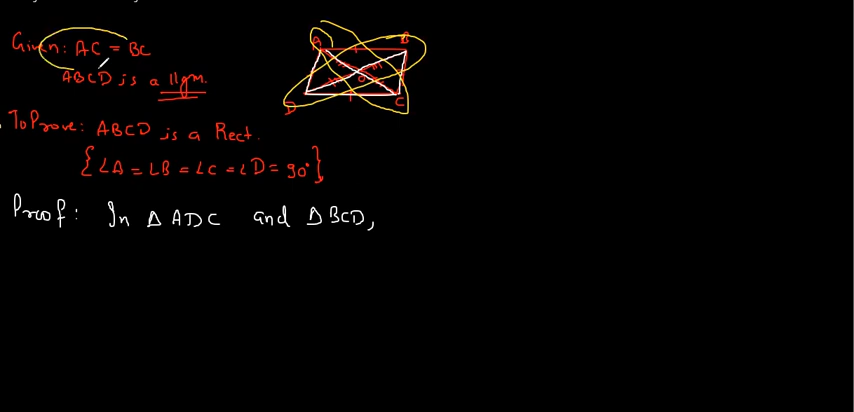 Given: AC = BC
ABCD is a ||gm.
To Prove: ABCD is a Rect.
{∠A = ∠B = ∠C = ∠D = 90°}
Proof: In Δ ADC and Δ BCD,
A B
O
D C